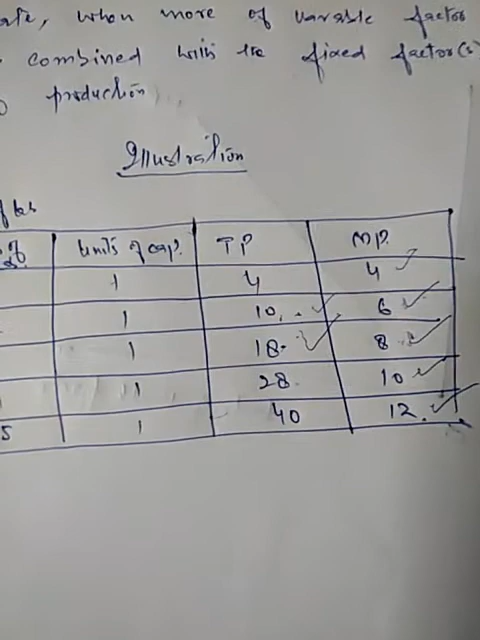 when more of variable factor
combined with the fixed factor(s)
production
Illustration
Units of cap. TP MP.
1 4 4
1 10 6
1 18 8
1 28 10
5 1 40 12